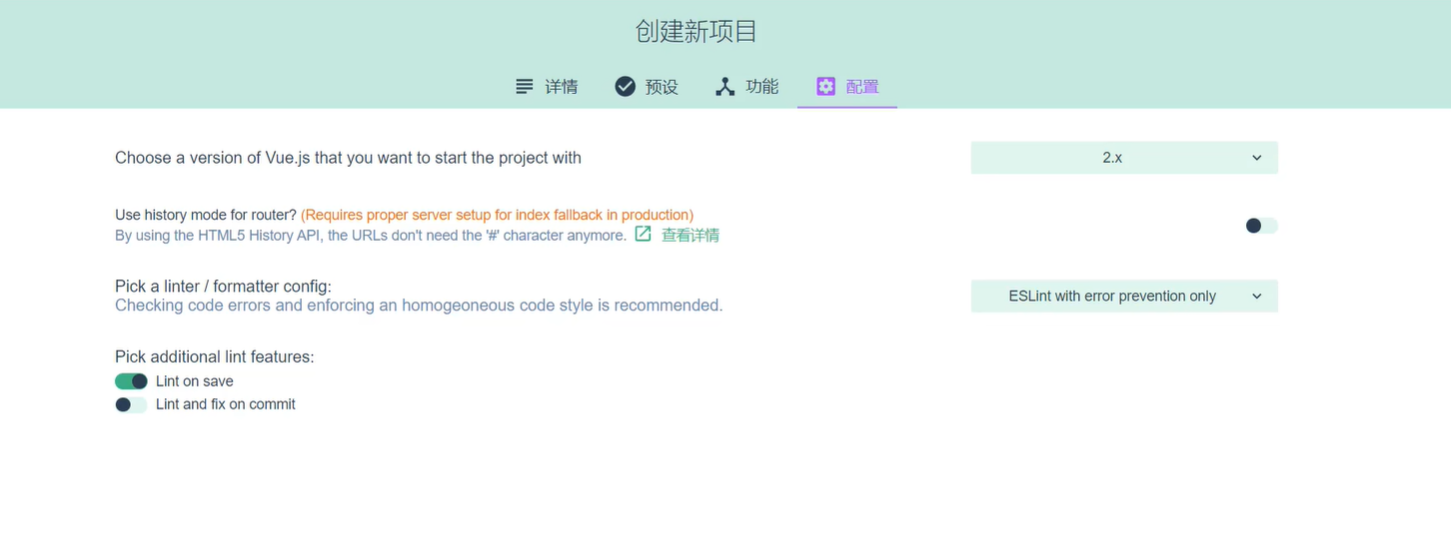 创建新项目
详情 预设 功能 配置
Choose a version of Vue.js that you want to start the project with 2.x
Use history mode for router? (Requires proper server setup for index fallback in production)
By using the HTML5 History API, the URLs don't need the '#' character anymore. 查看详情
Pick a linter / formatter config:
Checking code errors and enforcing an homogeoneous code style is recommended. ESLint with error prevention only
Pick additional lint features:
Lint on save
Lint and fix on commit